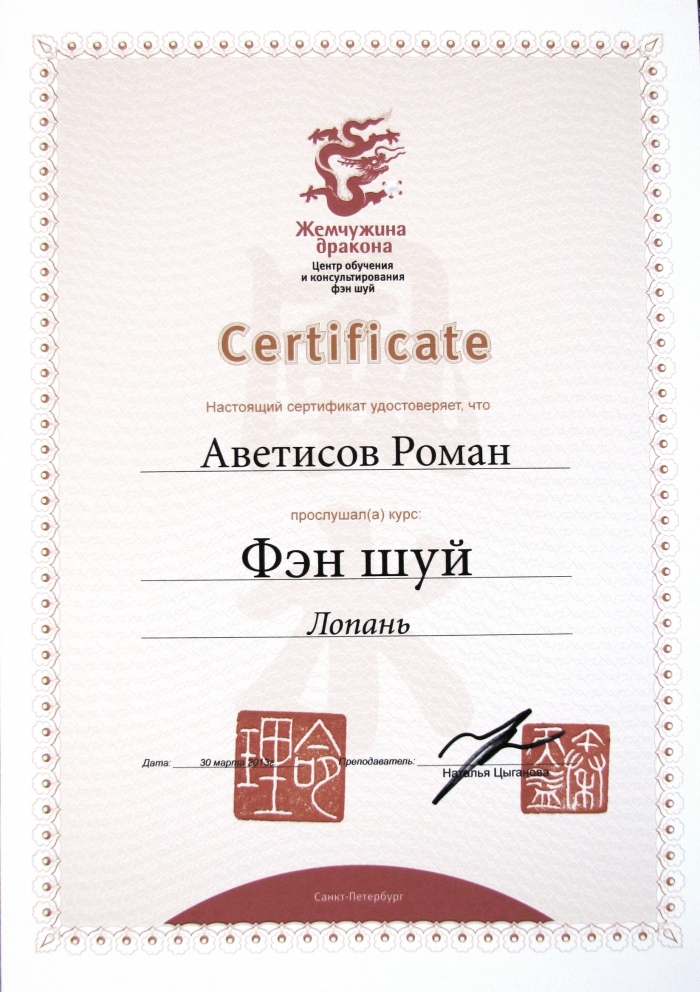 Жемчужина
дракона
Центр обучения
и консультирования
фэн шуй
Certificate
Настоящий сертификат удостоверяет, что
Аветисов Роман
прослушал(а) курс:
Фэн шуй
Лопань
Дата: 30 марта 2013г. Преподаватель:
Наталья Цыганова
Санкт-Петербург